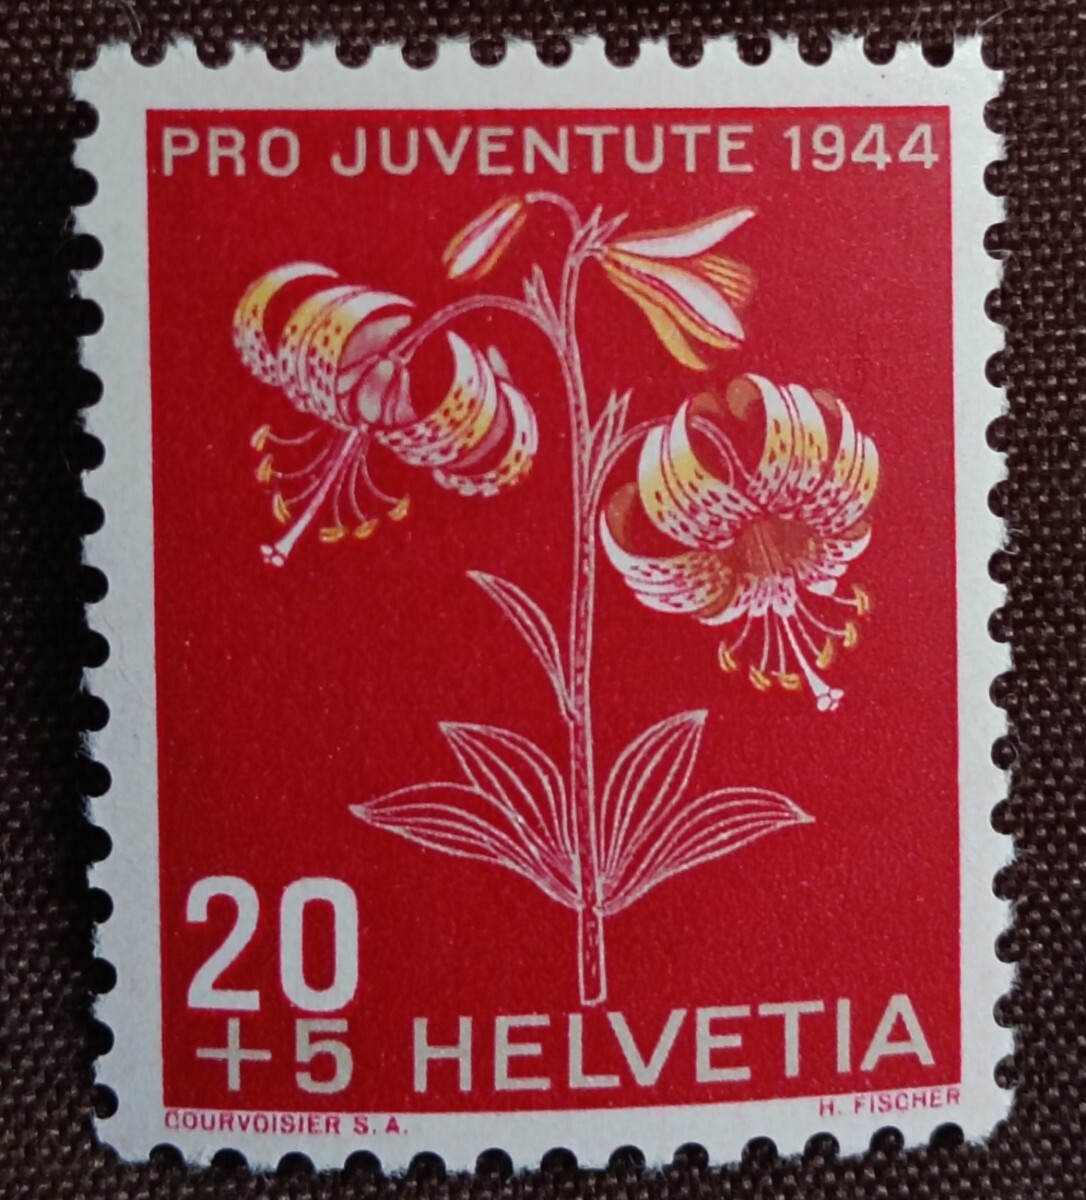 PRO JUVENTUTE 1944
20
+5 HELVETIA
COURVOISIER S.A. H. FISCHER